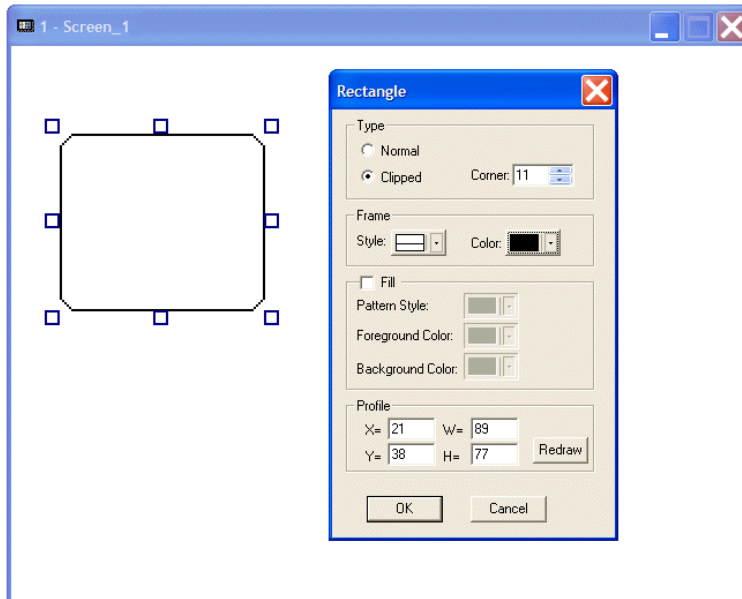 1 - Screen_1
Rectangle
Type
Normal
Clipped
Corner: 11
Frame
Style:
Color:
Fill
Pattern Style:
Foreground Color:
Background Color:
Profile
X= 21 W= 89
Y= 38 H= 77
Redraw
OK
Cancel